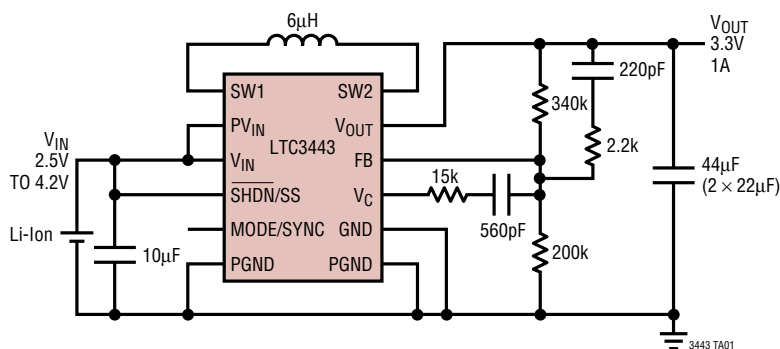 6µH
VOUT
3.3V
1A
SW1
SW2
220pF
340k
PVIN
VOUT
LTC3443
VIN
2.5V
TO 4.2V
VIN
FB
2.2k
15k
44µF
(2 × 22µF)
SHDN/SS
VC
560pF
Li-Ion
MODE/SYNC
GND
10µF
200k
PGND
PGND
3443 TA01